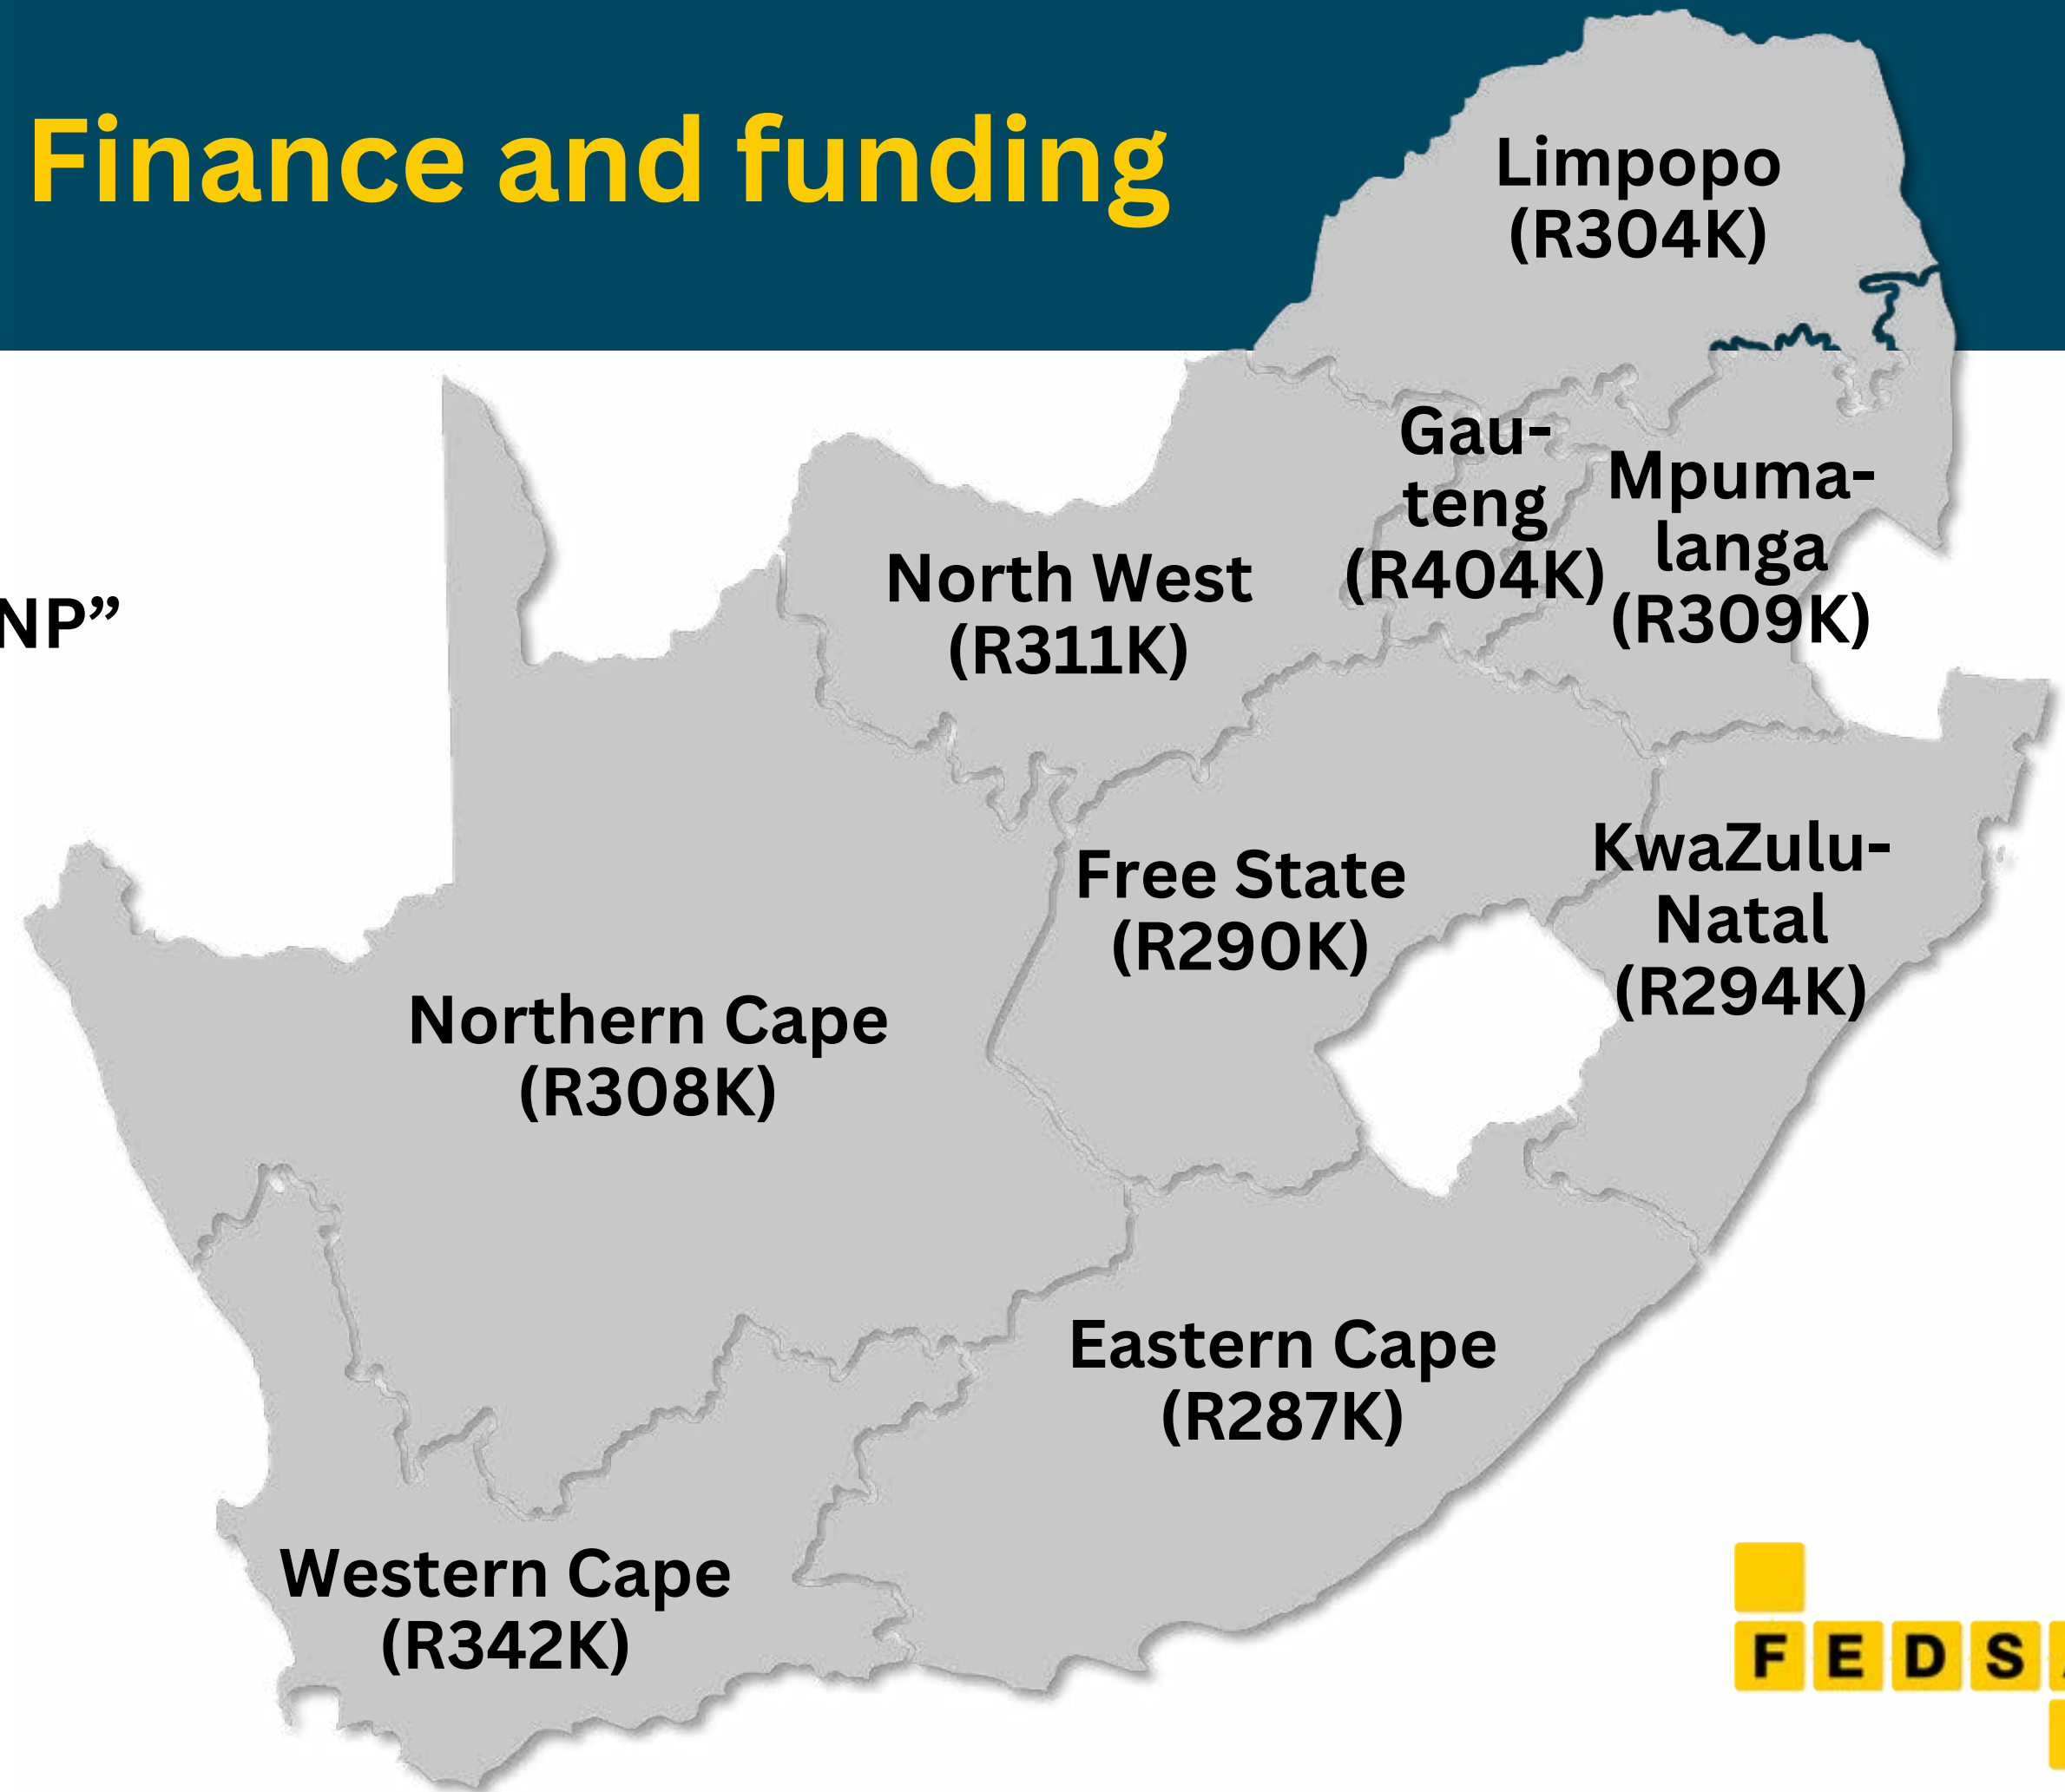 Finance and funding
Limpopo
(R304K)
Gau-
teng
(R404K)
Mpuma-
langa
(R309K)
North West
(R311K)
NP”
Free State
(R290K)
KwaZulu-
Natal
(R294K)
Northern Cape
(R308K)
Eastern Cape
(R287K)
Western Cape
(R342K)
FEDS